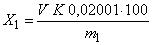 X₁ = V K 0,02001·100 / m₁